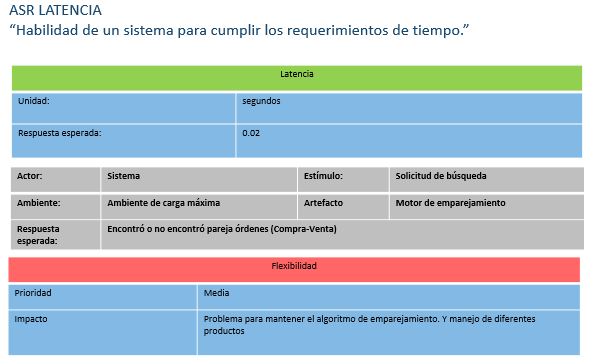 ASR LATENCIA
“Habilidad de un sistema para cumplir los requerimientos de tiempo.”
Latencia
Unidad: segundos
Respuesta esperada: 0.02
Actor: Sistema Estímulo: Solicitud de búsqueda
Ambiente: Ambiente de carga máxima Artefacto Motor de emparejamiento
Respuesta esperada: Encontró o no encontró pareja órdenes (Compra-Venta)
Flexibilidad
Prioridad Media
Impacto Problema para mantener el algoritmo de emparejamiento. Y manejo de diferentes
productos